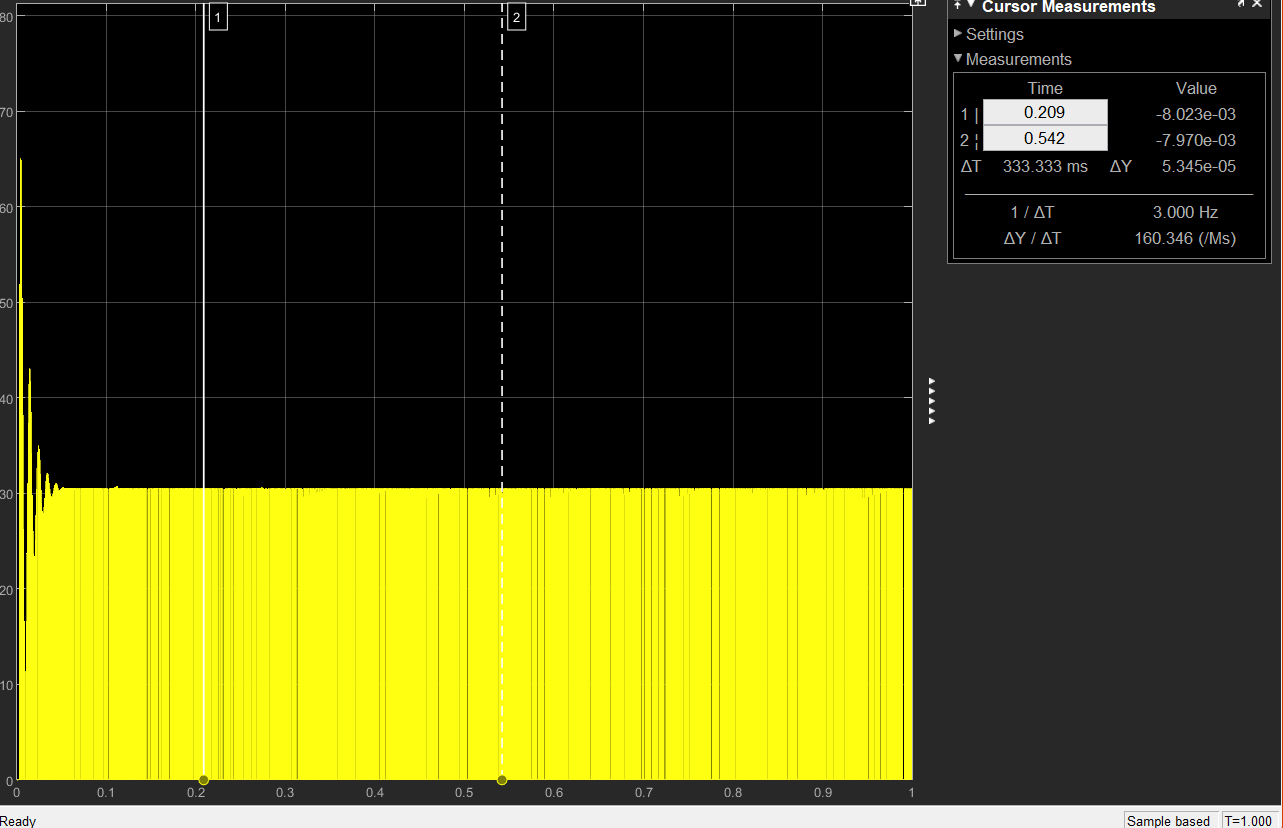 Cursor Measurements
Settings
Measurements
Time Value
1 | 0.209 -8.023e-03
2 ¦ 0.542 -7.970e-03
ΔT 333.333 ms ΔY 5.345e-05
1 / ΔT 3.000 Hz
ΔY / ΔT 160.346 (/Ms)
1 2
80
70
60
50
40
30
20
10
0
0 0.1 0.2 0.3 0.4 0.5 0.6 0.7 0.8 0.9 1
Ready Sample based T=1.000